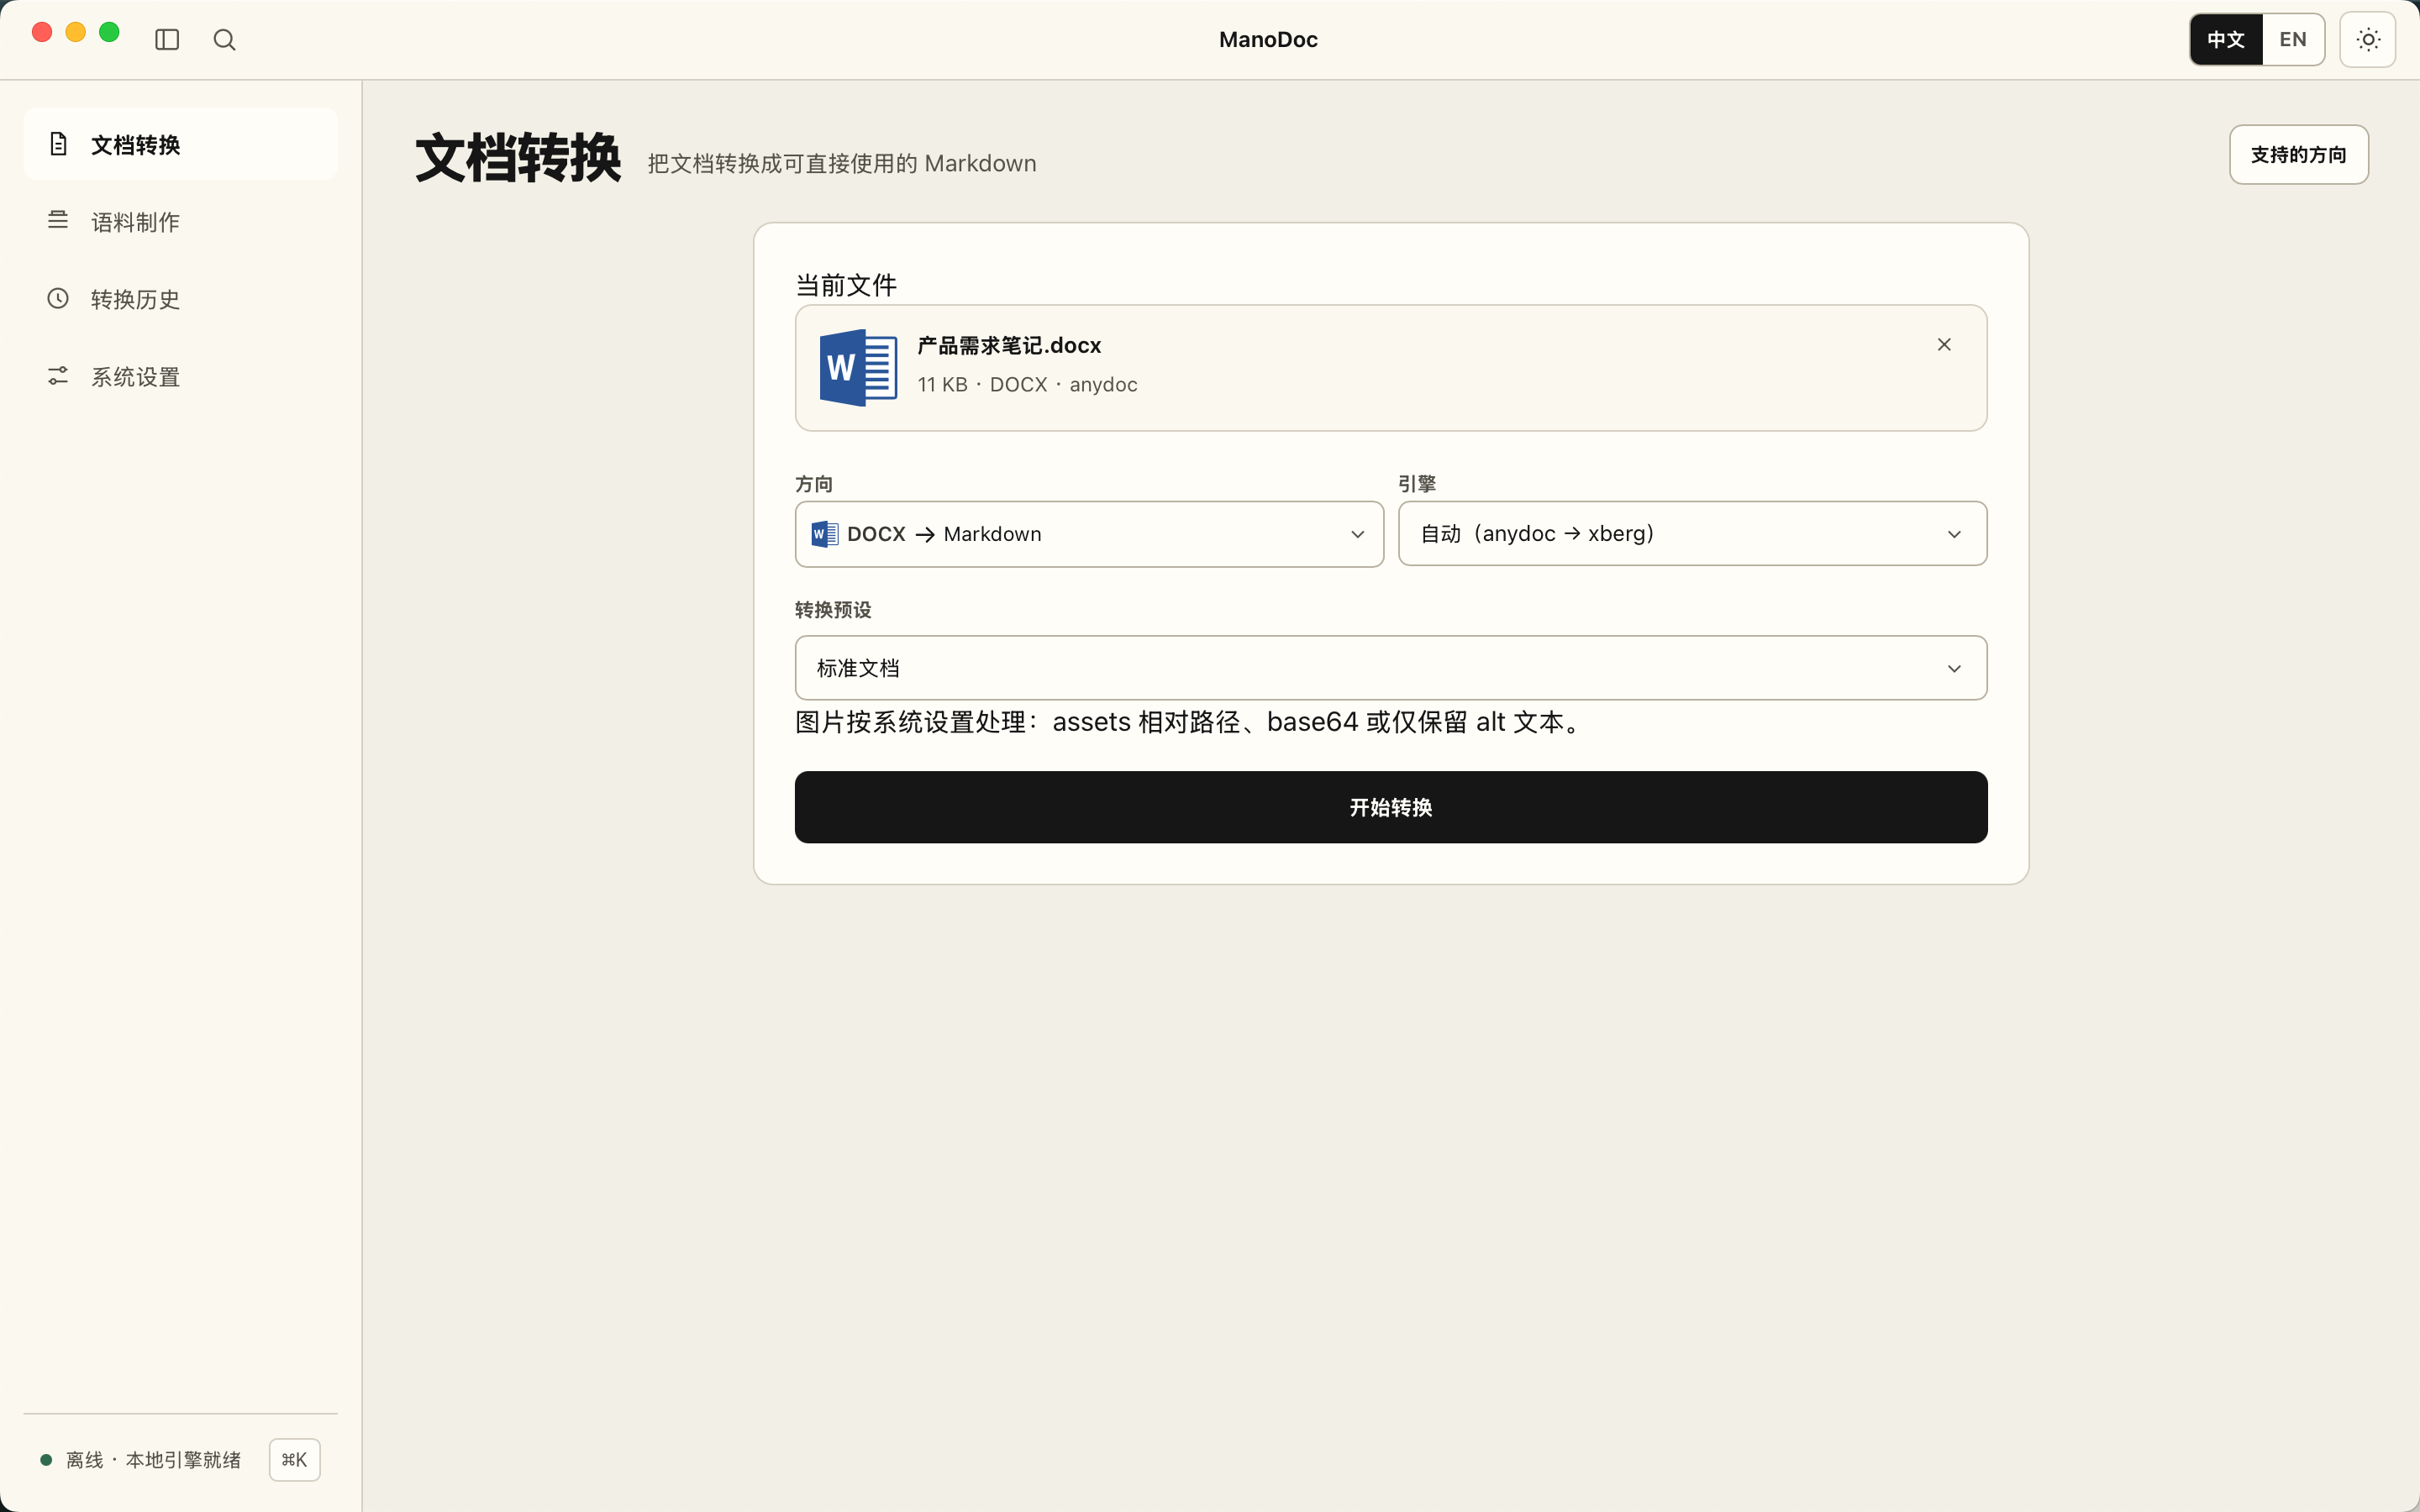 ManoDoc
中文 EN
文档转换
语料制作
转换历史
系统设置
离线 · 本地引擎就绪 ⌘K
文档转换 把文档转换成可直接使用的 Markdown
支持的方向
当前文件
W
产品需求笔记.docx
11 KB · DOCX · anydoc
方向
W DOCX → Markdown
引擎
自动（anydoc → xberg）
转换预设
标准文档
图片按系统设置处理：assets 相对路径、base64 或仅保留 alt 文本。
开始转换